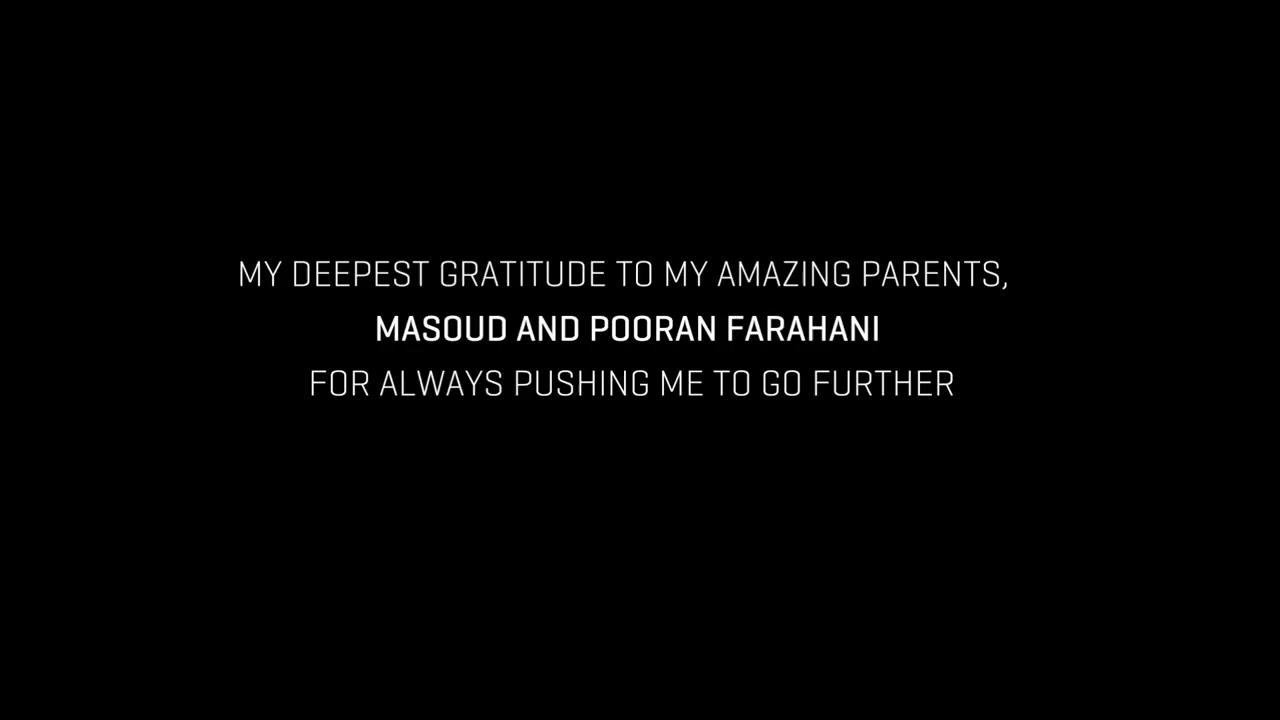 MY DEEPEST GRATITUDE TO MY AMAZING PARENTS,
MASOUD AND POORAN FARAHANI
FOR ALWAYS PUSHING ME TO GO FURTHER